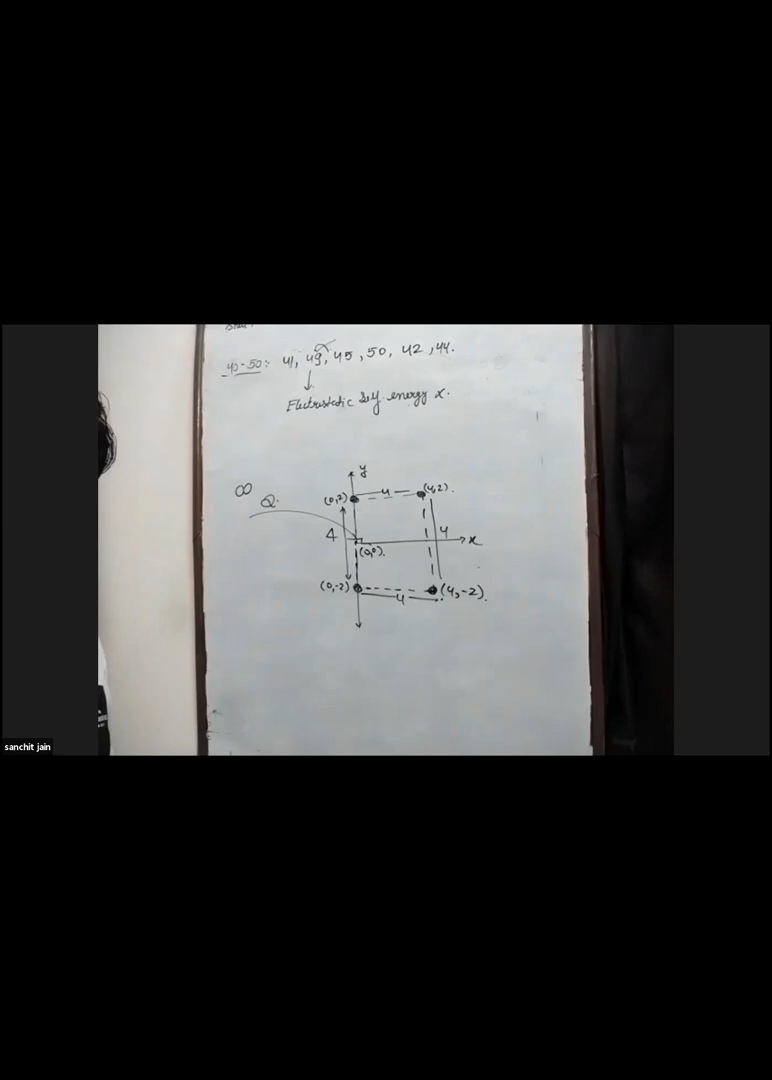 40-50: 41, 49, 45, 50, 42, 44.
Electrostatic self energy x.
y
∞
Q.
(0,2)
4
(4,2).
4
4
x
(0,0).
(0,-2)
4
(4,-2).
sanchit jain